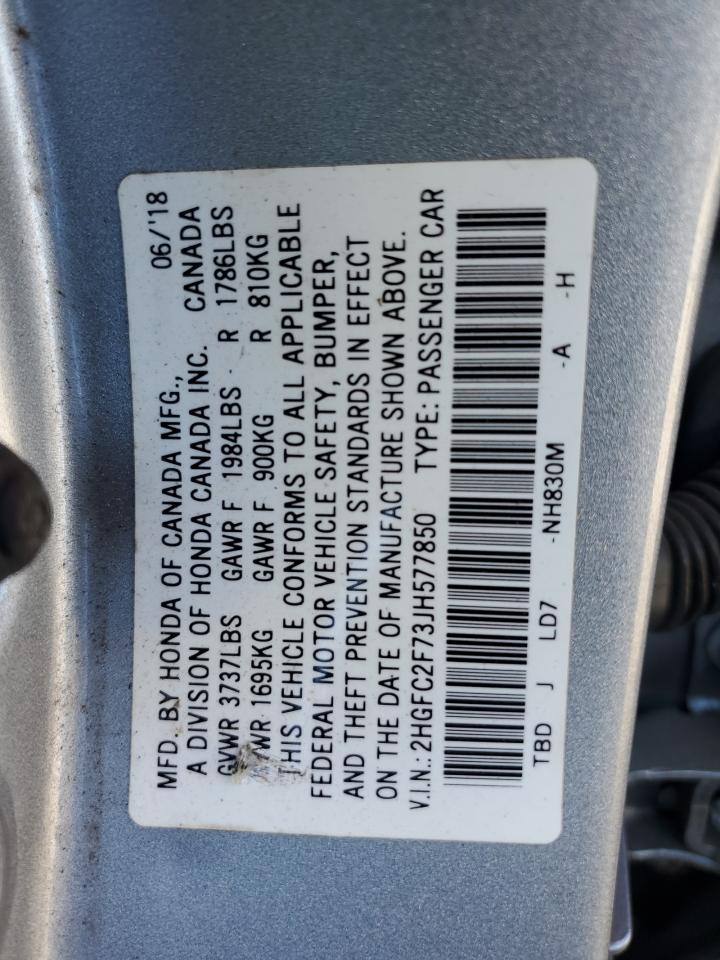 MFD. BY HONDA OF CANADA MFG., 06/'18
A DIVISION OF HONDA CANADA INC. CANADA
GVWR 3737LBS GAWR F 1984LBS · R 1786LBS
GVWR 1695KG GAWR F 900KG R 810KG
THIS VEHICLE CONFORMS TO ALL APPLICABLE
FEDERAL MOTOR VEHICLE SAFETY, BUMPER,
AND THEFT PREVENTION STANDARDS IN EFFECT
ON THE DATE OF MANUFACTURE SHOWN ABOVE.
V.I.N.: 2HGFC2F73JH577850 TYPE: PASSENGER CAR
TBD J LD7 -NH830M -A -H